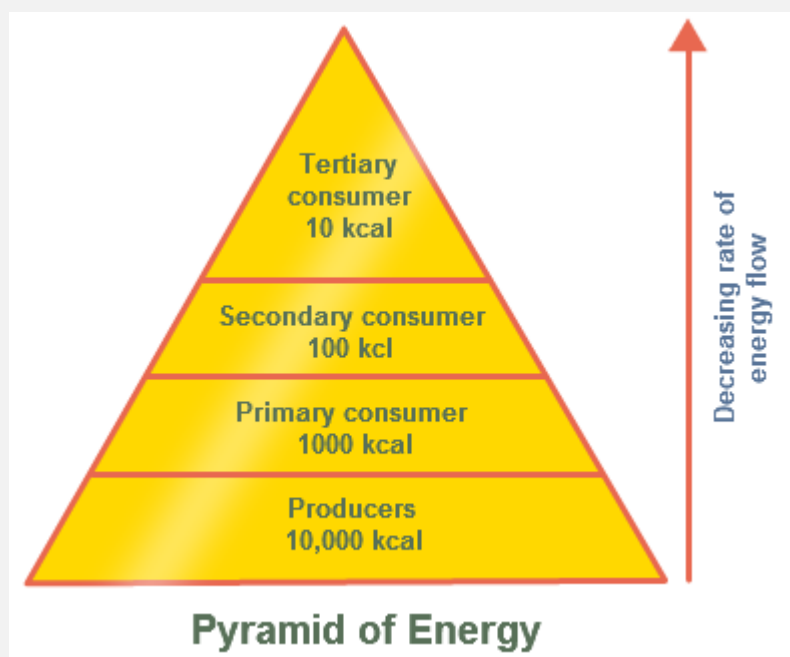 Tertiary
consumer
10 kcal
Secondary consumer
100 kcl
Primary consumer
1000 kcal
Producers
10,000 kcal
Decreasing rate of
energy flow
Pyramid of Energy